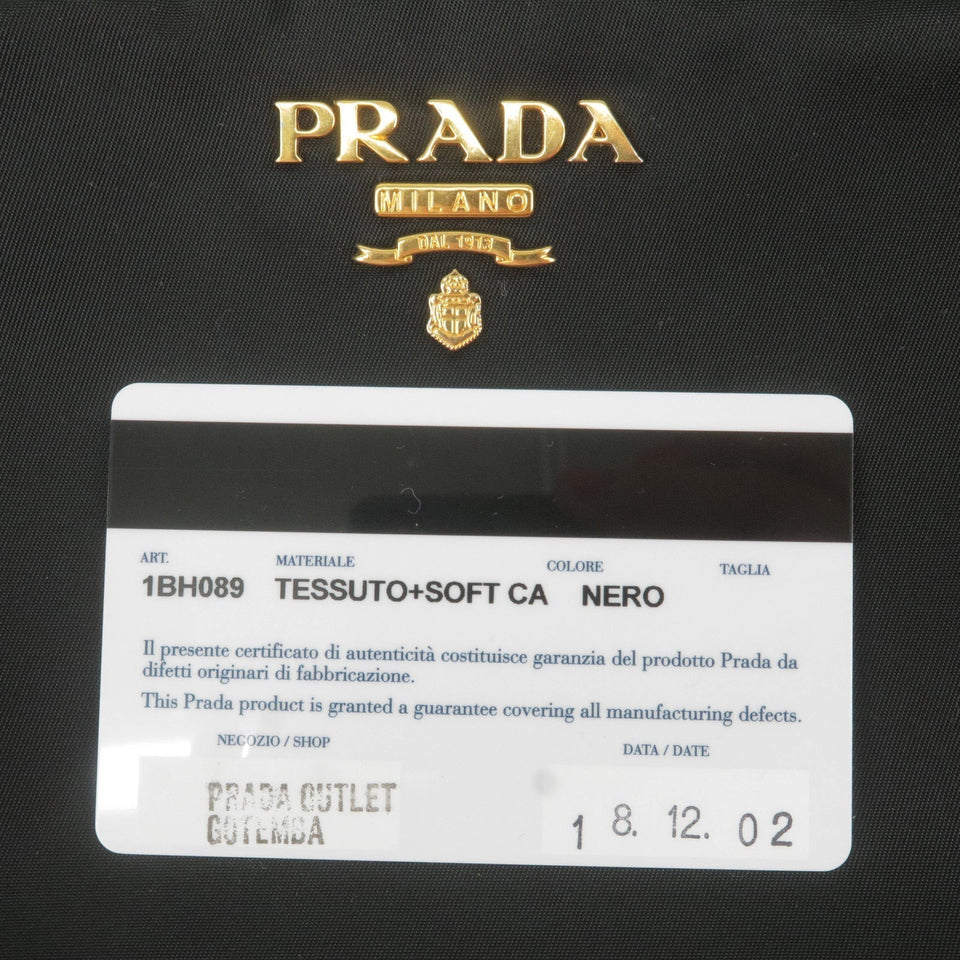 PRADA
MILANO
DAL 1913
ART. MATERIALE COLORE TAGLIA
1BH089 TESSUTO+SOFT CA NERO
Il presente certificato di autenticità costituisce garanzia del prodotto Prada da
difetti originari di fabbricazione.
This Prada product is granted a guarantee covering all manufacturing defects.
NEGOZIO / SHOP DATA / DATE
PRADA OUTLET
GOTEMBA
1 8. 12. 02